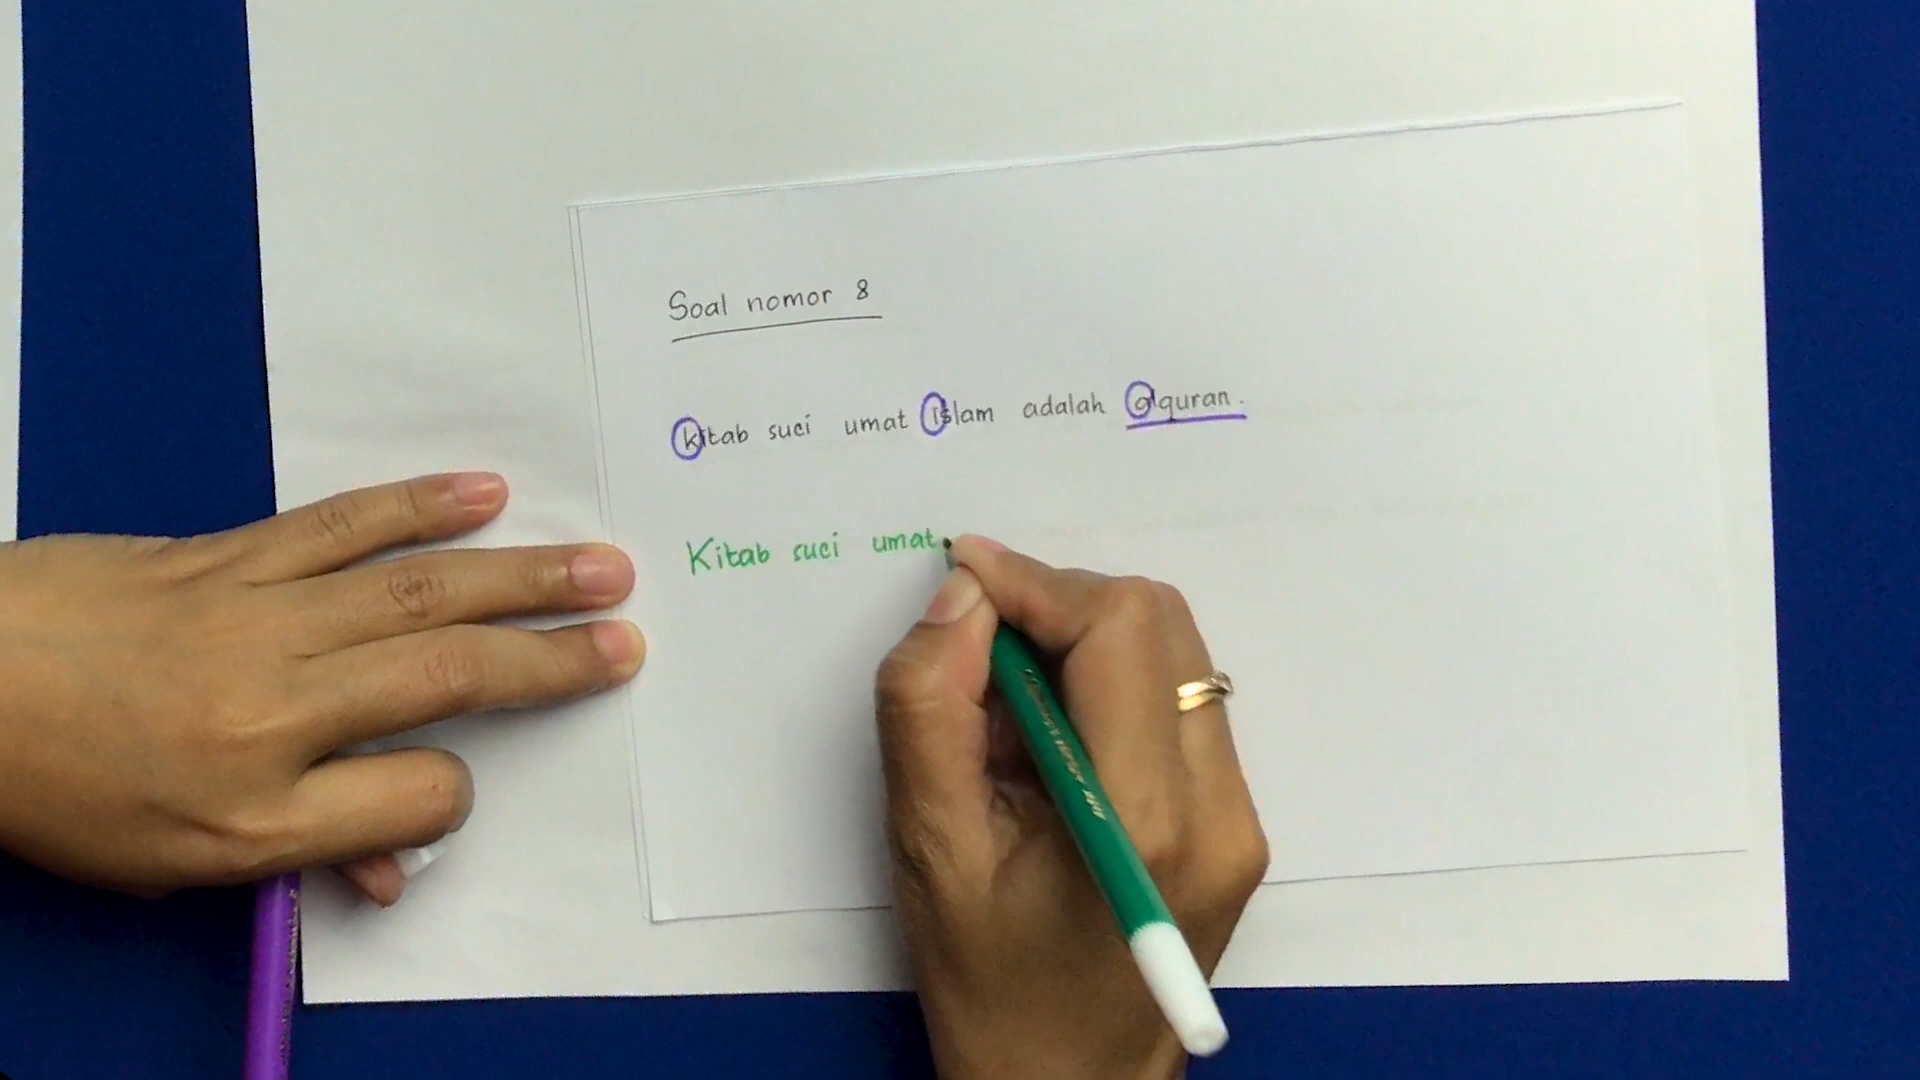 Soal nomor 8
kitab suci umat islam adalah alquran.
Kitab suci umat